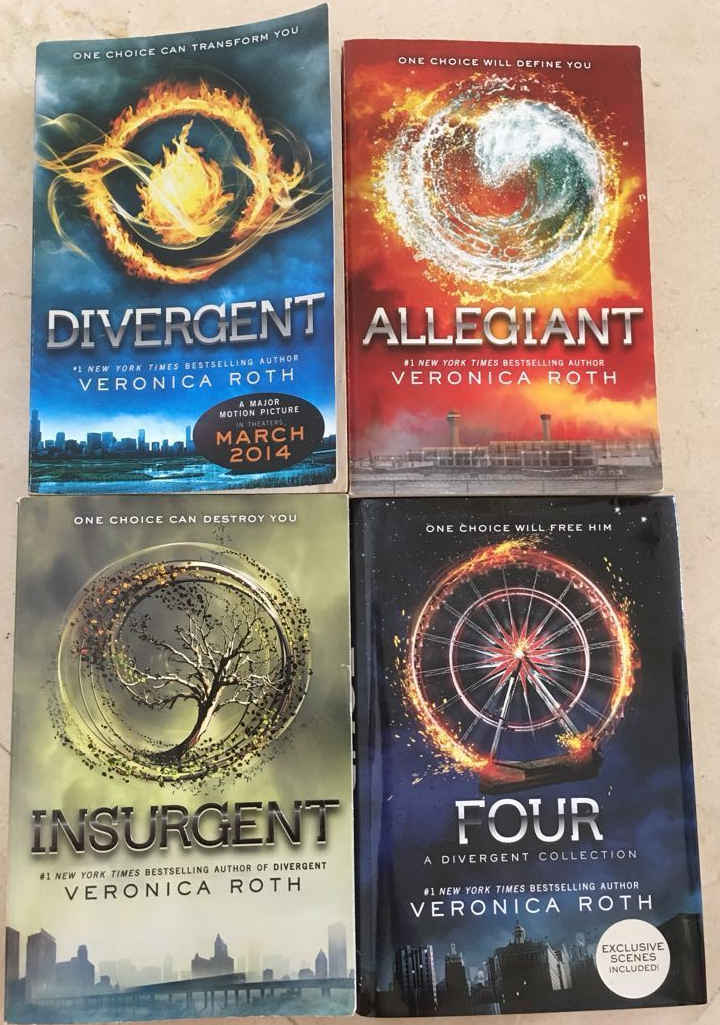 ONE CHOICE CAN TRANSFORM YOU
DIVERGENT
#1 NEW YORK TIMES BESTSELLING AUTHOR
VERONICA ROTH
A MAJOR
MOTION PICTURE
IN THEATERS
MARCH
2014
ONE CHOICE WILL DEFINE YOU
ALLEGIANT
#1 NEW YORK TIMES BESTSELLING AUTHOR
VERONICA ROTH
ONE CHOICE CAN DESTROY YOU
INSURGENT
#1 NEW YORK TIMES BESTSELLING AUTHOR OF DIVERGENT
VERONICA ROTH
ONE CHOICE WILL FREE HIM
FOUR
A DIVERGENT COLLECTION
#1 NEW YORK TIMES BESTSELLING AUTHOR
VERONICA ROTH
EXCLUSIVE
SCENES
INCLUDED!